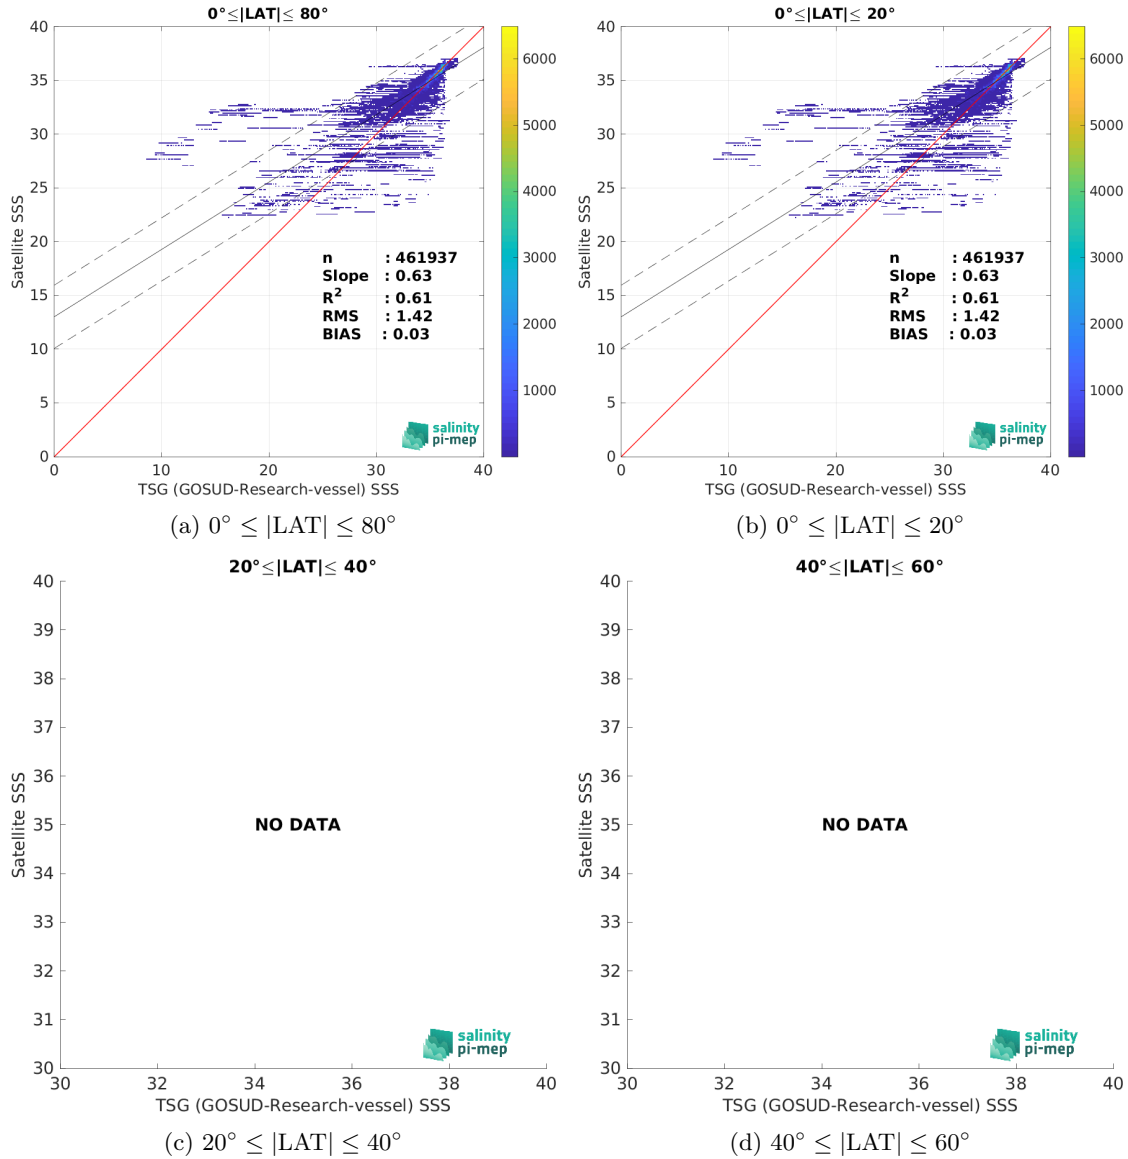 0°≤|LAT|≤ 80°
40
35
30
25
20
15
10
5
0
Satellite SSS
0
10
20
30
40
TSG (GOSUD-Research-vessel) SSS
n : 461937
Slope : 0.63
R² : 0.61
RMS : 1.42
BIAS : 0.03
salinity
pi-mep
6000
5000
4000
3000
2000
1000
(a) 0° ≤ |LAT| ≤ 80°
0°≤|LAT|≤ 20°
40
35
30
25
20
15
10
5
0
Satellite SSS
0
10
20
30
40
TSG (GOSUD-Research-vessel) SSS
n : 461937
Slope : 0.63
R² : 0.61
RMS : 1.42
BIAS : 0.03
salinity
pi-mep
6000
5000
4000
3000
2000
1000
(b) 0° ≤ |LAT| ≤ 20°
20°≤|LAT|≤ 40°
40
39
38
37
36
35
34
33
32
31
30
Satellite SSS
NO DATA
salinity
pi-mep
30
32
34
36
38
40
TSG (GOSUD-Research-vessel) SSS
(c) 20° ≤ |LAT| ≤ 40°
40°≤|LAT|≤ 60°
40
39
38
37
36
35
34
33
32
31
30
Satellite SSS
NO DATA
salinity
pi-mep
30
32
34
36
38
40
TSG (GOSUD-Research-vessel) SSS
(d) 40° ≤ |LAT| ≤ 60°